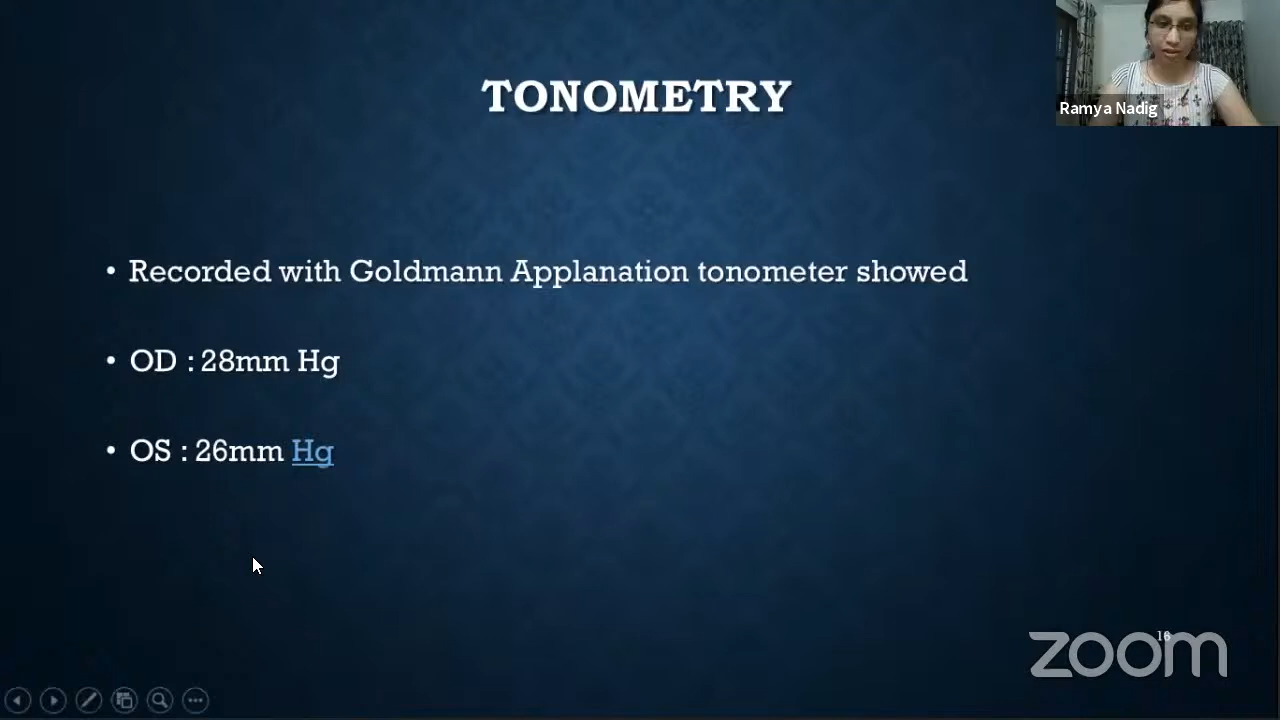 TONOMETRY
Ramya Nadig
• Recorded with Goldmann Applanation tonometer showed
• OD : 28mm Hg
• OS : 26mm Hg
16
zoom